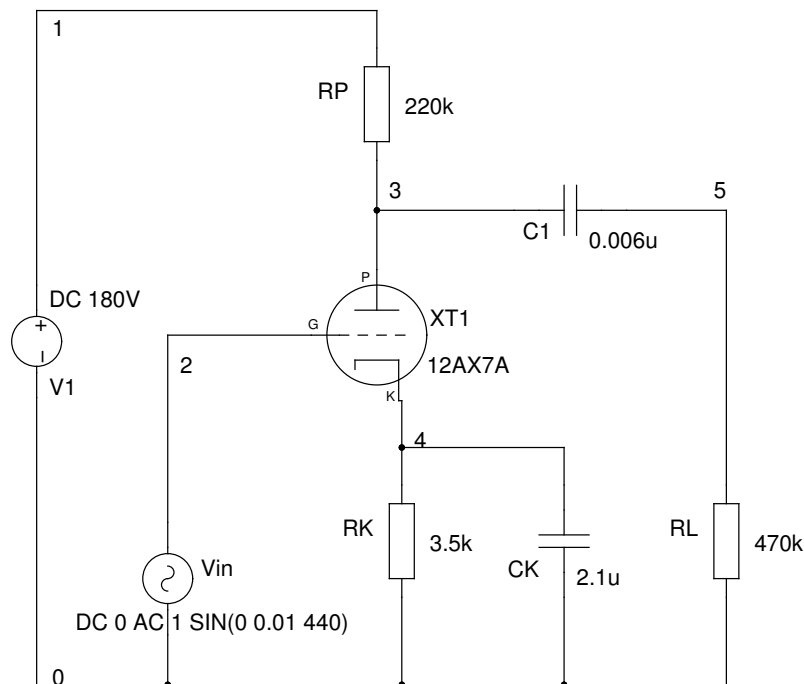 1
RP
220k
3
5
C1
0.006u
P
DC 180V
+
G
XT1
2
12AX7A
V1
K
4
RK
3.5k
CK
2.1u
RL
470k
Vin
DC 0 AC 1 SIN(0 0.01 440)
0